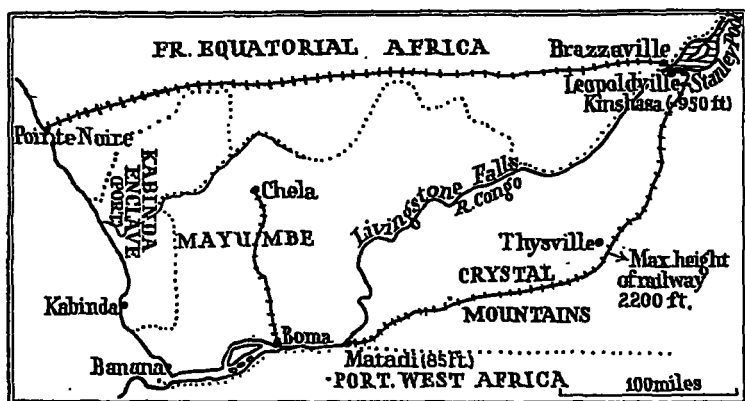 FR. EQUATORIAL AFRICA
Brazzaville
Stanley Pool
Leopoldville
Kinshasa (950 ft)
Pointe Noire
KABINDA
ENCLAVE
(PORT.)
Chela
Livingstone Falls
R. Congo
MAYUMBE
Thysville
Max. height
of railway
2200 ft.
CRYSTAL
MOUNTAINS
Kabinda
Boma
Banana
Matadi (85ft)
PORT. WEST AFRICA
100 miles